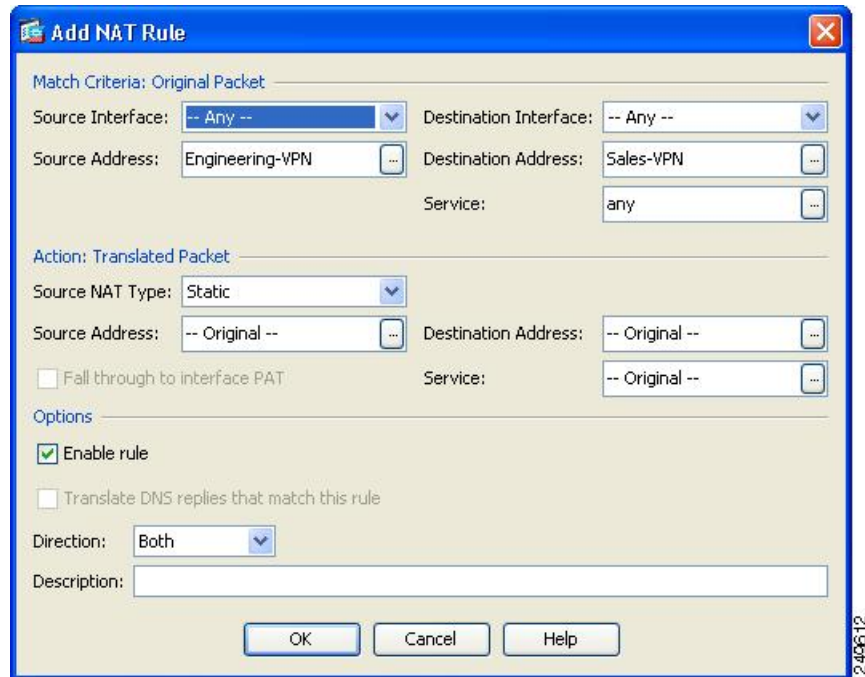 Add NAT Rule
Match Criteria: Original Packet
Source Interface: -- Any -- Destination Interface: -- Any --
Source Address: Engineering-VPN ... Destination Address: Sales-VPN ...
Service: any ...
Action: Translated Packet
Source NAT Type: Static
Source Address: -- Original -- ... Destination Address: -- Original -- ...
Fall through to interface PAT Service: -- Original -- ...
Options
Enable rule
Translate DNS replies that match this rule
Direction: Both
Description:
OK Cancel Help
249612